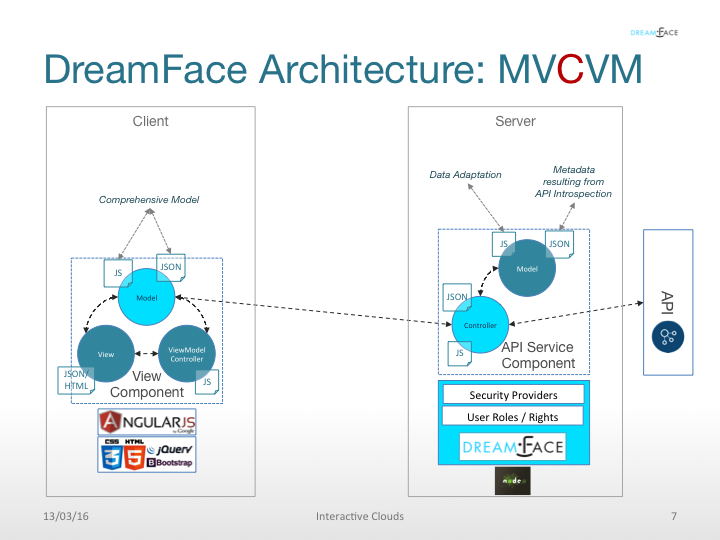 DREAMFACE
DreamFace Architecture: MVCVM
Client
Comprehensive Model
JS
JSON
Model
View
ViewModel
Controller
JSON/
HTML
JS
View
Component
ANGULARJS
by Google
CSS HTML
3 5
jQuery
B Bootstrap
Server
Data Adaptation
Metadata
resulting from
API Introspection
JS
JSON
Model
JSON
Controller
JS
API Service
Component
Security Providers
User Roles / Rights
DREAMFACE
node
API
13/03/16
Interactive Clouds
7